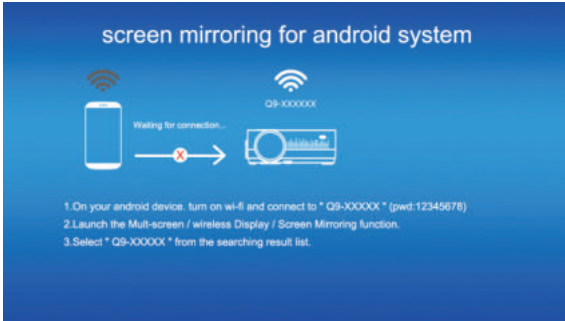 screen mirroring for android system
Q9-XXXXXX
Waiting for connection...
X
1.On your android device. turn on wi-fi and connect to " Q9-XXXXX " (pwd:12345678)
2.Launch the Mult-screen / wireless Display / Screen Mirroring function.
3.Select " Q9-XXXXX " from the searching result list.